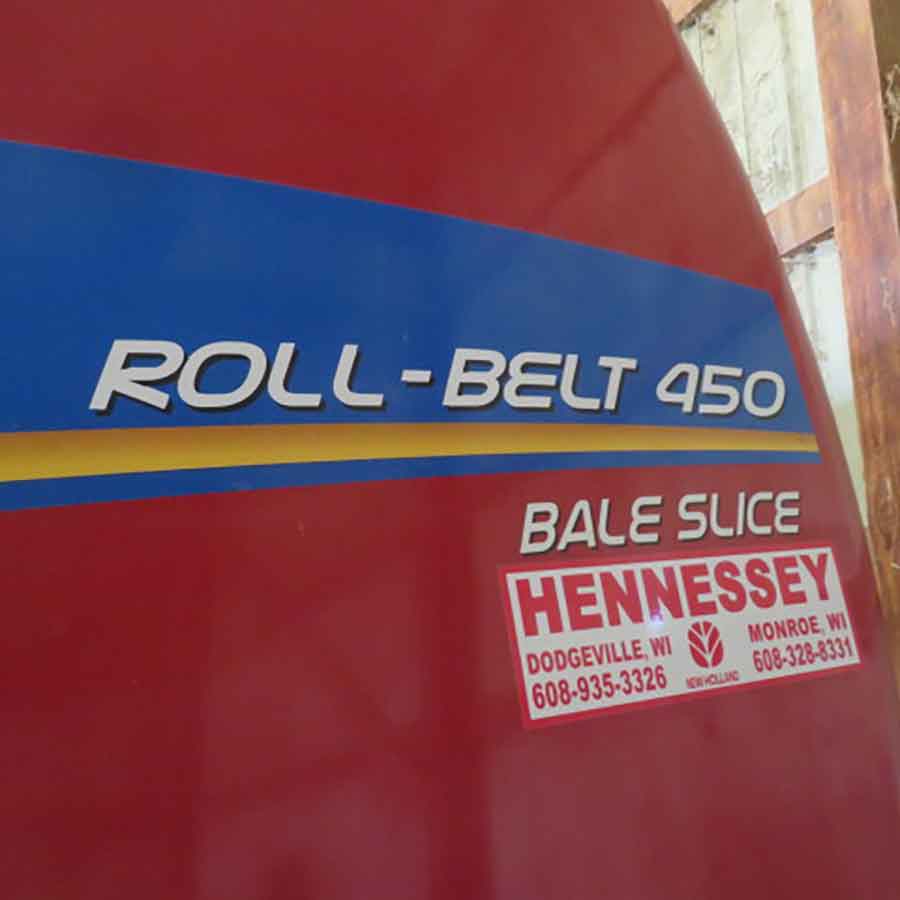 ROLL-BELT 450
BALE SLICE
HENNESSEY
DODGEVILLE, WI
608-935-3326
NEW HOLLAND
MONROE, WI
608-328-8331